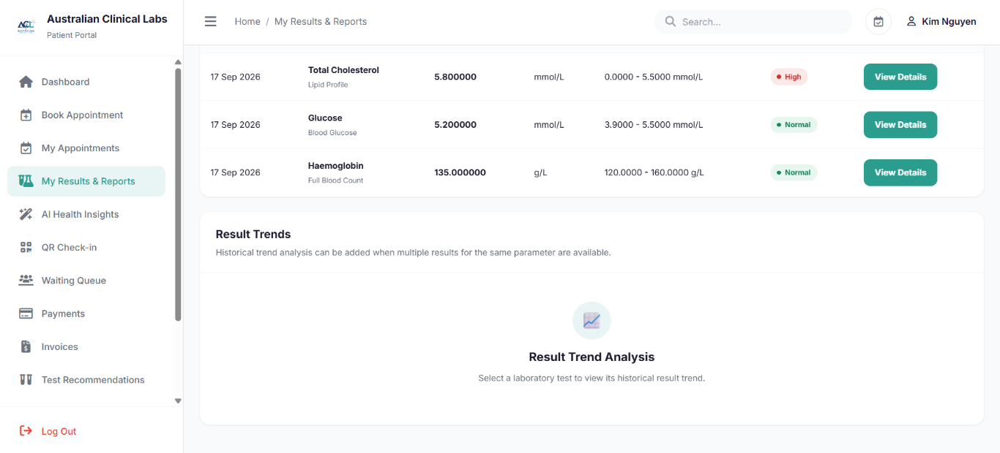 Australian Clinical Labs
Patient Portal
Home / My Results & Reports
Search...
Kim Nguyen
Dashboard
Book Appointment
My Appointments
My Results & Reports
AI Health Insights
QR Check-in
Waiting Queue
Payments
Invoices
Test Recommendations
Log Out
17 Sep 2026 Total Cholesterol 5.800000 mmol/L 0.0000 - 5.5000 mmol/L High View Details
Lipid Profile
17 Sep 2026 Glucose 5.200000 mmol/L 3.9000 - 5.5000 mmol/L Normal View Details
Blood Glucose
17 Sep 2026 Haemoglobin 135.000000 g/L 120.0000 - 160.0000 g/L Normal View Details
Full Blood Count
Result Trends
Historical trend analysis can be added when multiple results for the same parameter are available.
Result Trend Analysis
Select a laboratory test to view its historical result trend.